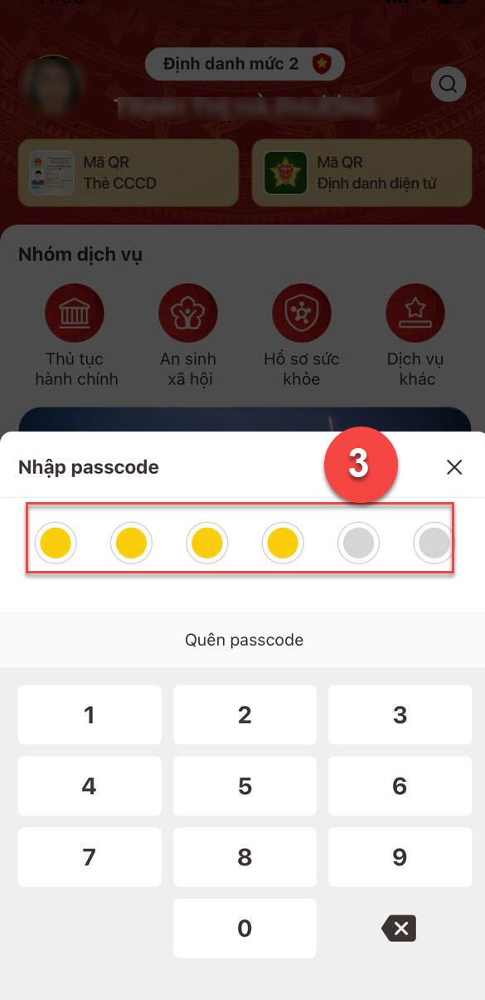 Định danh mức 2
Mã QR
Thẻ CCCD
Mã QR
Định danh điện tử
Nhóm dịch vụ
Thủ tục
hành chính
An sinh
xã hội
Hồ sơ sức
khỏe
Dịch vụ
khác
Nhập passcode
3
Quên passcode
1 2 3
4 5 6
7 8 9
0